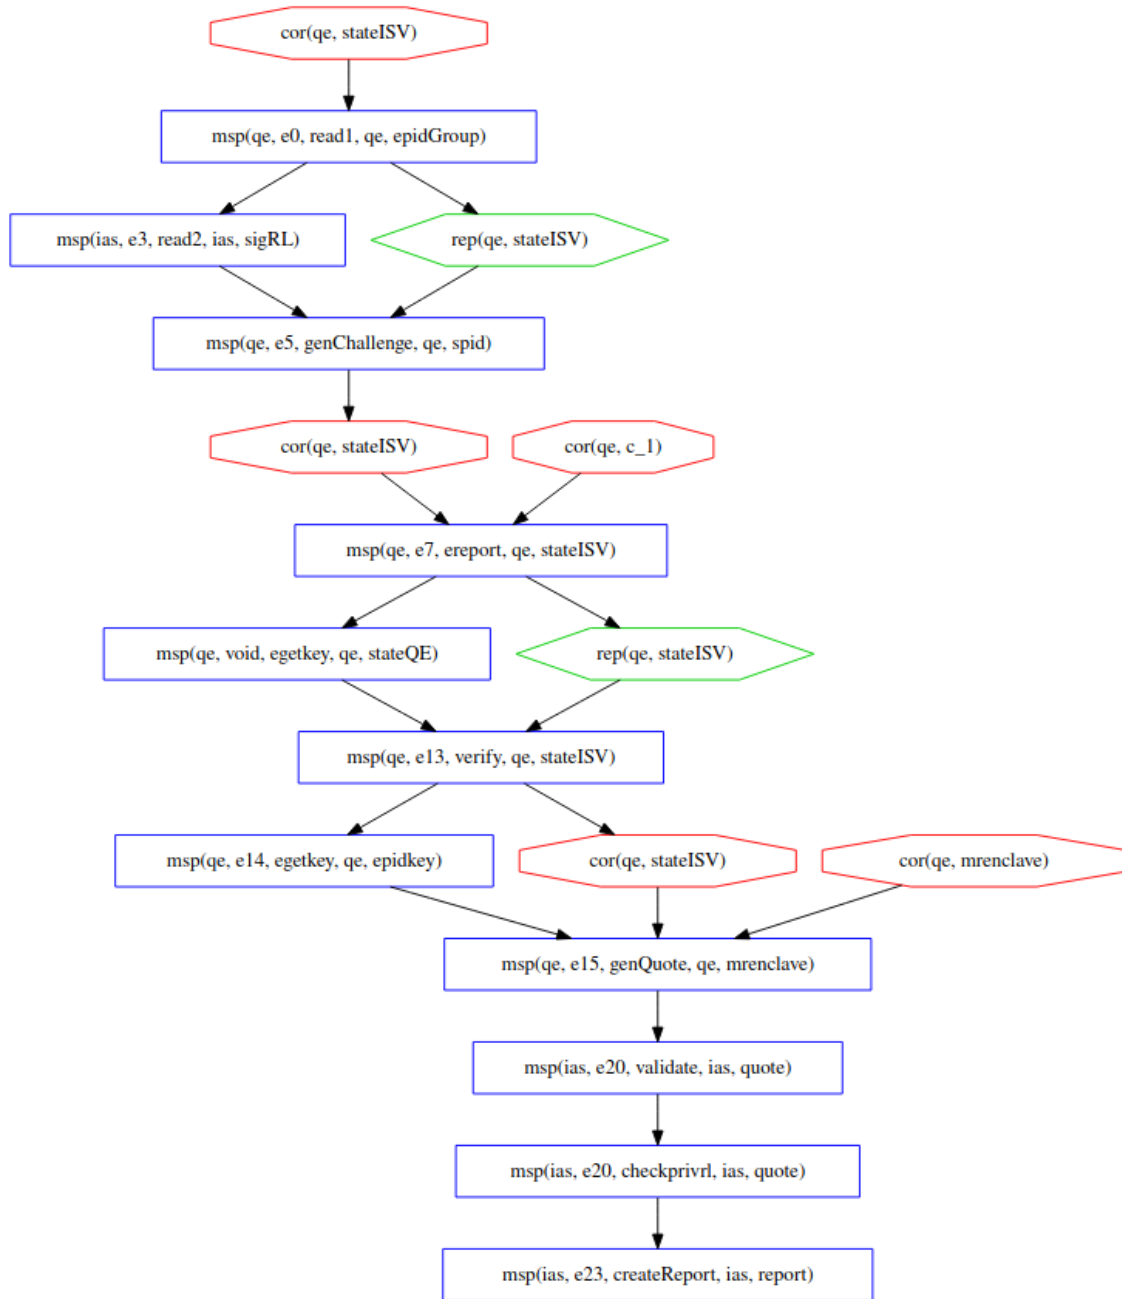 cor(qe, stateISV)
msp(qe, e0, read1, qe, epidGroup)
msp(ias, e3, read2, ias, sigRL)
rep(qe, stateISV)
msp(qe, e5, genChallenge, qe, spid)
cor(qe, stateISV)
cor(qe, c_1)
msp(qe, e7, ereport, qe, stateISV)
msp(qe, void, egetkey, qe, stateQE)
rep(qe, stateISV)
msp(qe, e13, verify, qe, stateISV)
msp(qe, e14, egetkey, qe, epidkey)
cor(qe, stateISV)
cor(qe, mrenclave)
msp(qe, e15, genQuote, qe, mrenclave)
msp(ias, e20, validate, ias, quote)
msp(ias, e20, checkprivrl, ias, quote)
msp(ias, e23, createReport, ias, report)